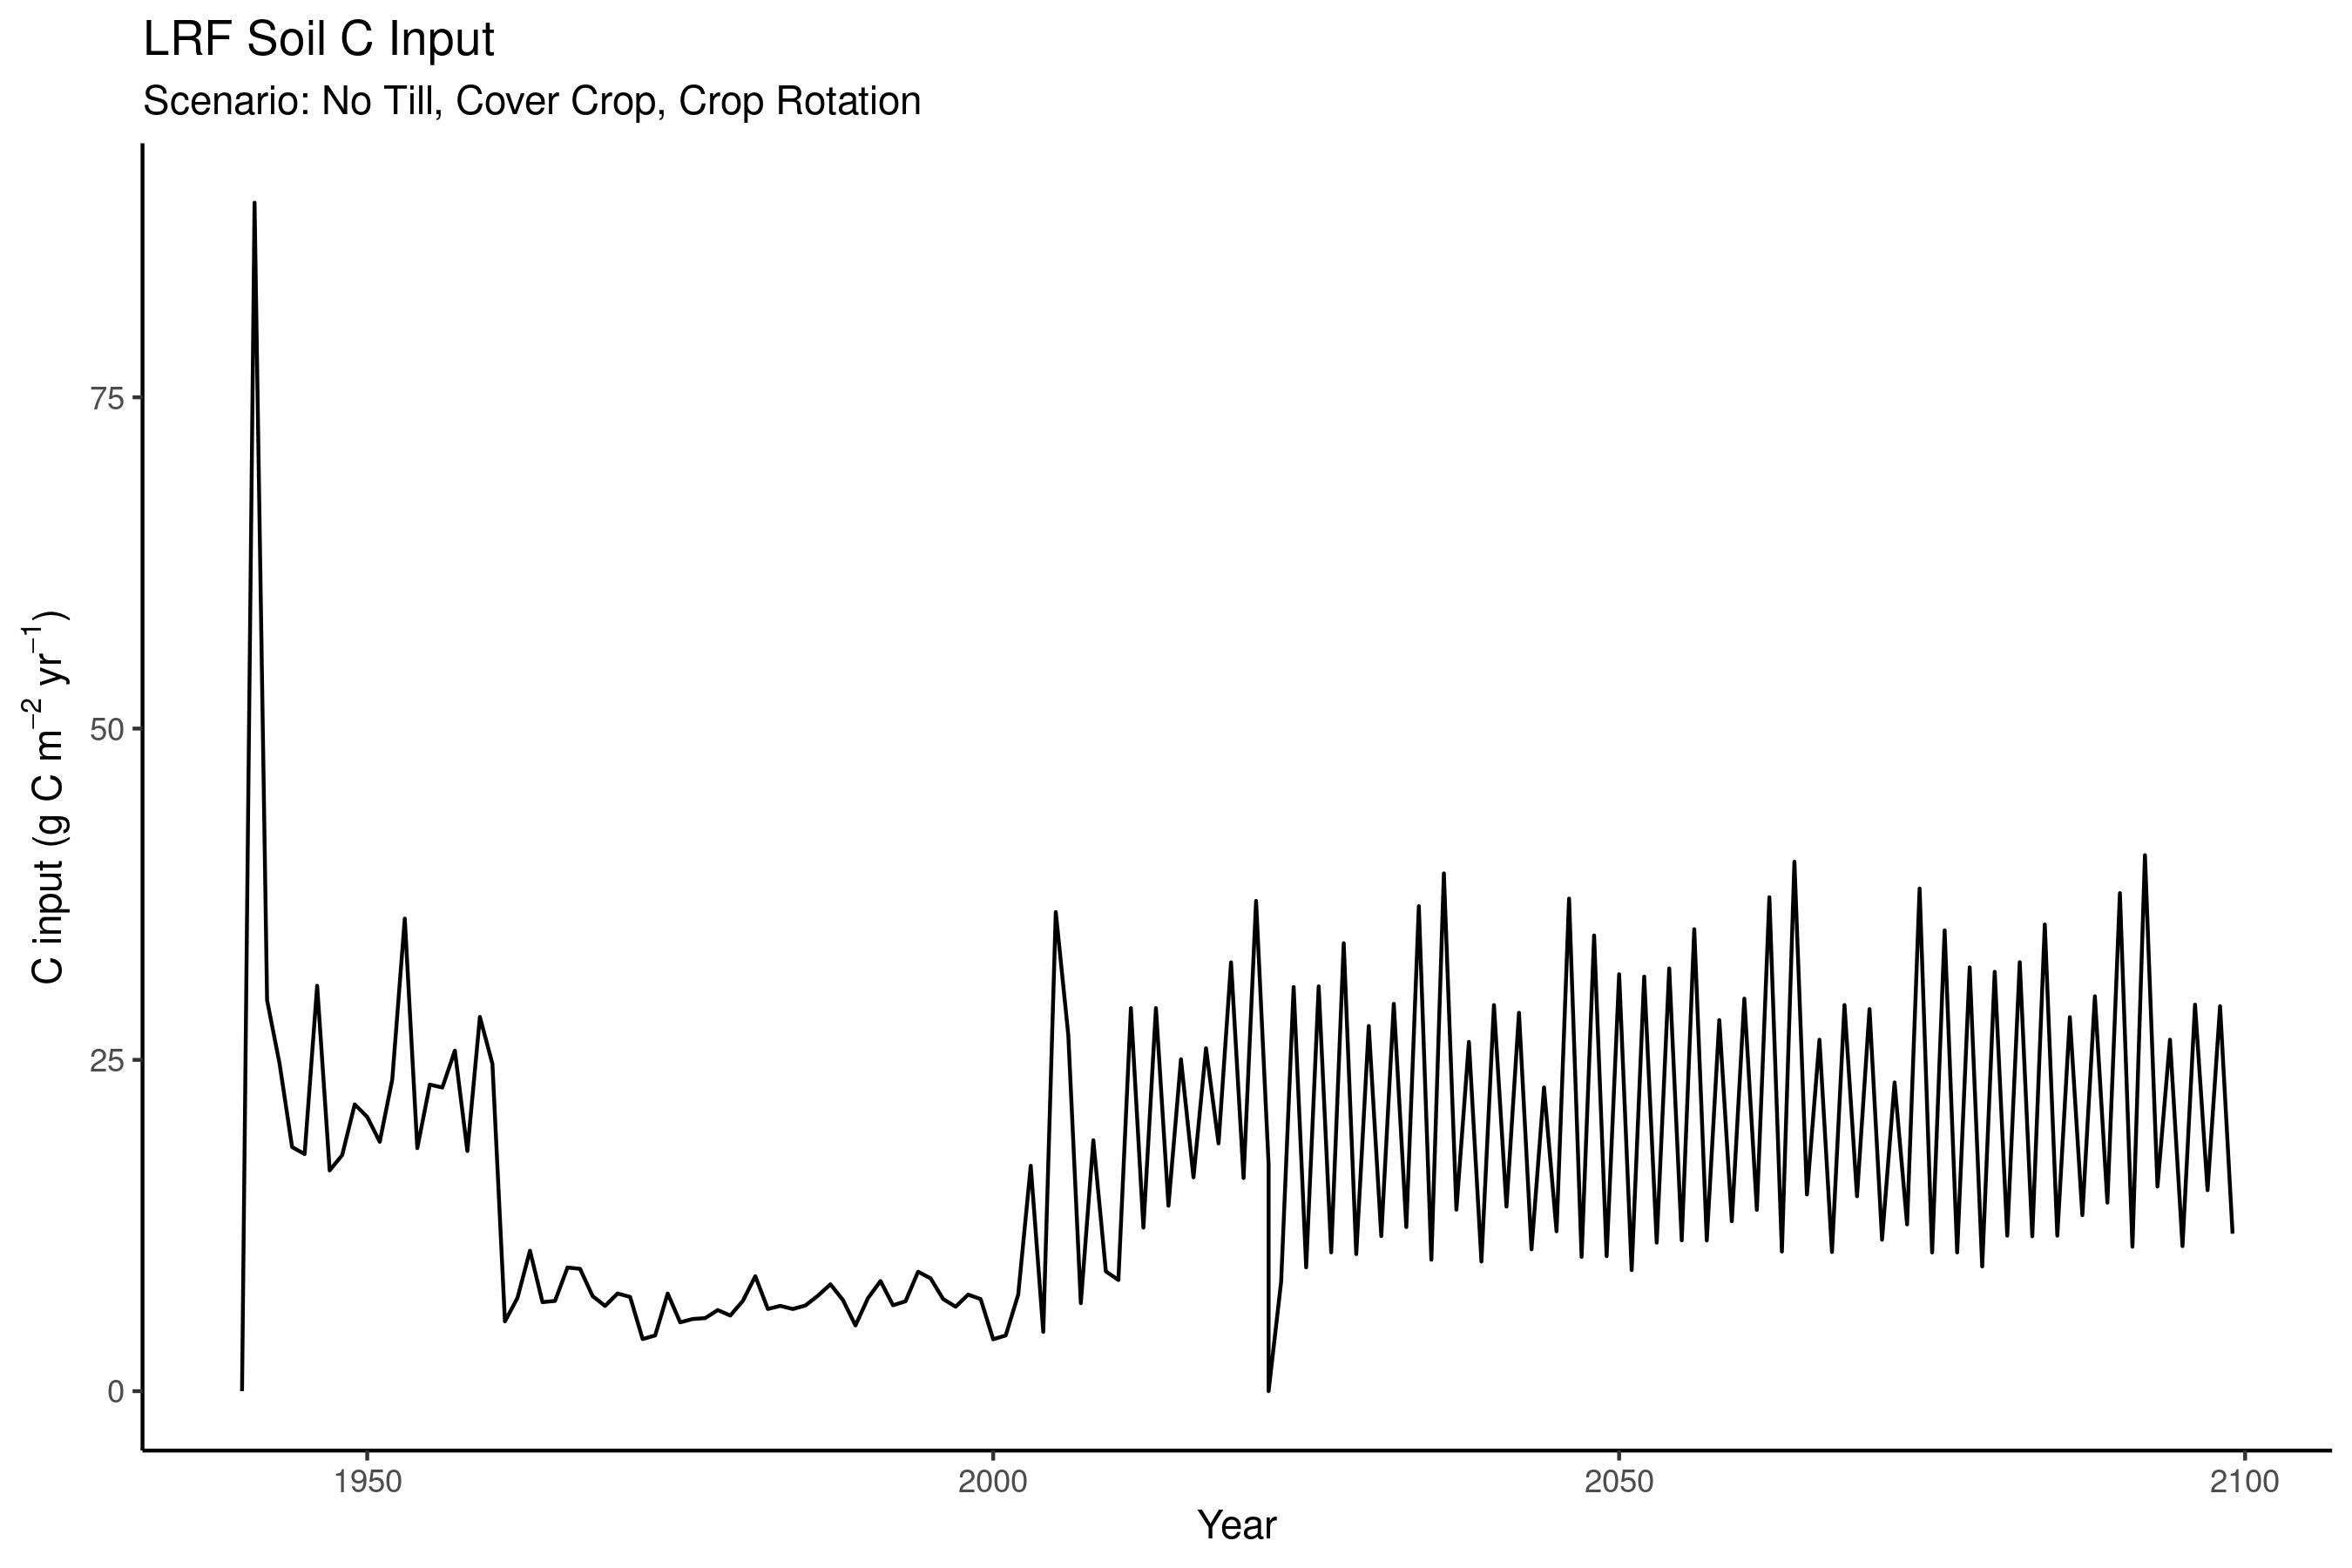 LRF Soil C Input
Scenario: No Till, Cover Crop, Crop Rotation
C input (g C m⁻² yr⁻¹)
75
50
25
0
1950 2000 2050 2100
Year